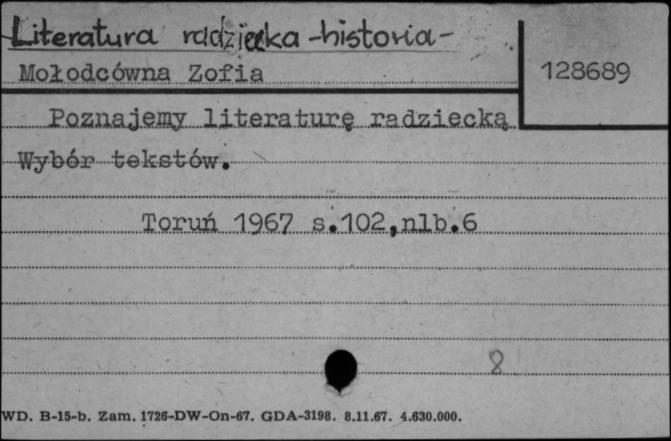 Literatura radziecka -historia-
Mołodcówna Zofia
128689
Poznajemy literaturę radziecką
Wybór tekstów.
Toruń 1967 s.102,nlb.6
8
WD. B-15-b. Zam. 1726-DW-On-67. GDA-3198. 8.11.67. 4.630.000.